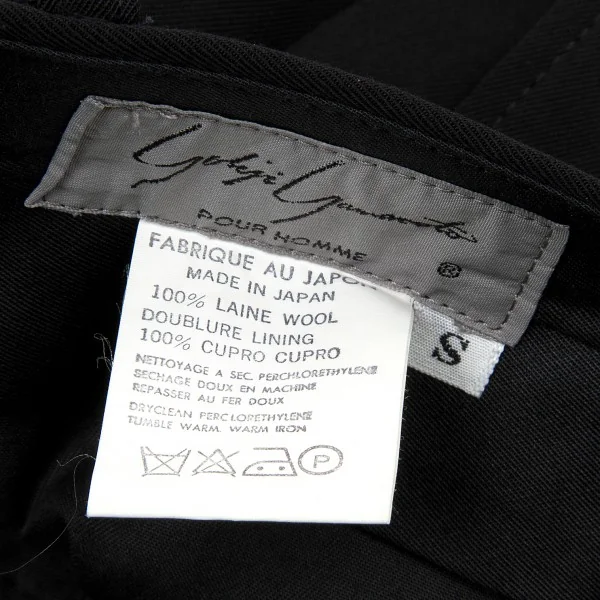 Yohji Yamamoto
POUR HOMME
®
S
FABRIQUE AU JAPON
MADE IN JAPAN
100% LAINE WOOL
DOUBLURE LINING
100% CUPRO CUPRO
NETTOYAGE A SEC. PERCHLORETHYLENE
SECHAGE DOUX EN MACHINE
REPASSER AU FER DOUX
DRYCLEAN PERCLORETHYLENE
TUMBLE WARM. WARM IRON
P